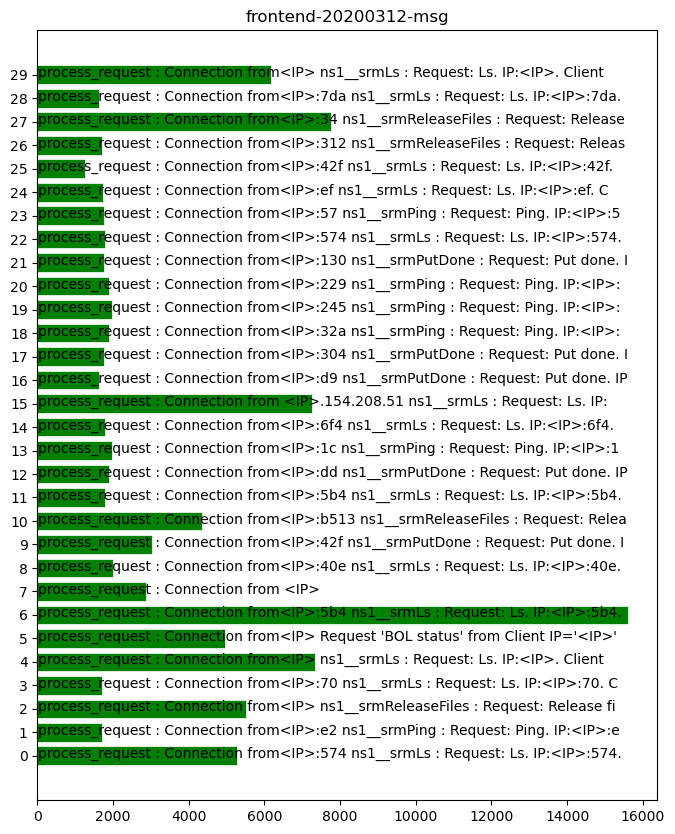 frontend-20200312-msg
29 process_request : Connection from<IP> ns1__srmLs : Request: Ls. IP:<IP>. Client
28 process_request : Connection from<IP>:7da ns1__srmLs : Request: Ls. IP:<IP>:7da.
27 process_request : Connection from<IP>:34 ns1__srmReleaseFiles : Request: Release
26 process_request : Connection from<IP>:312 ns1__srmReleaseFiles : Request: Releas
25 process_request : Connection from<IP>:42f ns1__srmLs : Request: Ls. IP:<IP>:42f.
24 process_request : Connection from<IP>:ef ns1__srmLs : Request: Ls. IP:<IP>:ef. C
23 process_request : Connection from<IP>:57 ns1__srmPing : Request: Ping. IP:<IP>:5
22 process_request : Connection from<IP>:574 ns1__srmLs : Request: Ls. IP:<IP>:574.
21 process_request : Connection from<IP>:130 ns1__srmPutDone : Request: Put done. I
20 process_request : Connection from<IP>:229 ns1__srmPing : Request: Ping. IP:<IP>:
19 process_request : Connection from<IP>:245 ns1__srmPing : Request: Ping. IP:<IP>:
18 process_request : Connection from<IP>:32a ns1__srmPing : Request: Ping. IP:<IP>:
17 process_request : Connection from<IP>:304 ns1__srmPutDone : Request: Put done. I
16 process_request : Connection from<IP>:d9 ns1__srmPutDone : Request: Put done. IP
15 process_request : Connection from <IP>.154.208.51 ns1__srmLs : Request: Ls. IP:
14 process_request : Connection from<IP>:6f4 ns1__srmLs : Request: Ls. IP:<IP>:6f4.
13 process_request : Connection from<IP>:1c ns1__srmPing : Request: Ping. IP:<IP>:1
12 process_request : Connection from<IP>:dd ns1__srmPutDone : Request: Put done. IP
11 process_request : Connection from<IP>:5b4 ns1__srmLs : Request: Ls. IP:<IP>:5b4.
10 process_request : Connection from<IP>:b513 ns1__srmReleaseFiles : Request: Relea
9 process_request : Connection from<IP>:42f ns1__srmPutDone : Request: Put done. I
8 process_request : Connection from<IP>:40e ns1__srmLs : Request: Ls. IP:<IP>:40e.
7 process_request : Connection from <IP>
6 process_request : Connection from<IP>:5b4 ns1__srmLs : Request: Ls. IP:<IP>:5b4.
5 process_request : Connection from<IP> Request 'BOL status' from Client IP='<IP>'
4 process_request : Connection from<IP> ns1__srmLs : Request: Ls. IP:<IP>. Client
3 process_request : Connection from<IP>:70 ns1__srmLs : Request: Ls. IP:<IP>:70. C
2 process_request : Connection from<IP> ns1__srmReleaseFiles : Request: Release fi
1 process_request : Connection from<IP>:e2 ns1__srmPing : Request: Ping. IP:<IP>:e
0 process_request : Connection from<IP>:574 ns1__srmLs : Request: Ls. IP:<IP>:574.
0 2000 4000 6000 8000 10000 12000 14000 16000